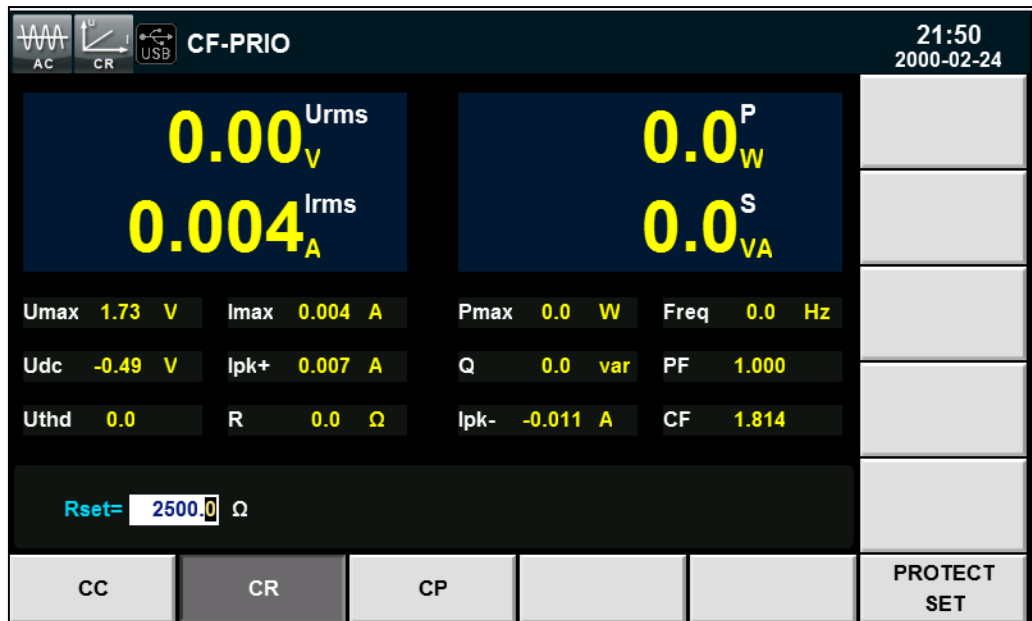 AC
U
I
CR
USB
CF-PRIO
21:50
2000-02-24
0.00 Urms V
0.0 P W
0.004 Irms A
0.0 S VA
Umax 1.73 V Imax 0.004 A Pmax 0.0 W Freq 0.0 Hz
Udc -0.49 V Ipk+ 0.007 A Q 0.0 var PF 1.000
Uthd 0.0 R 0.0 Ω Ipk- -0.011 A CF 1.814
Rset= 2500.0 Ω
CC CR CP PROTECT
SET